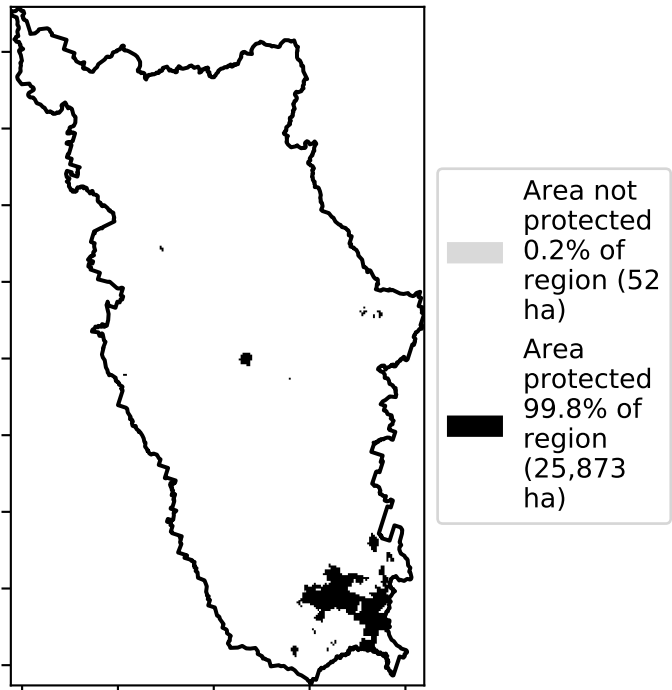 Area not
protected
0.2% of
region (52
ha)
Area
protected
99.8% of
region
(25,873
ha)